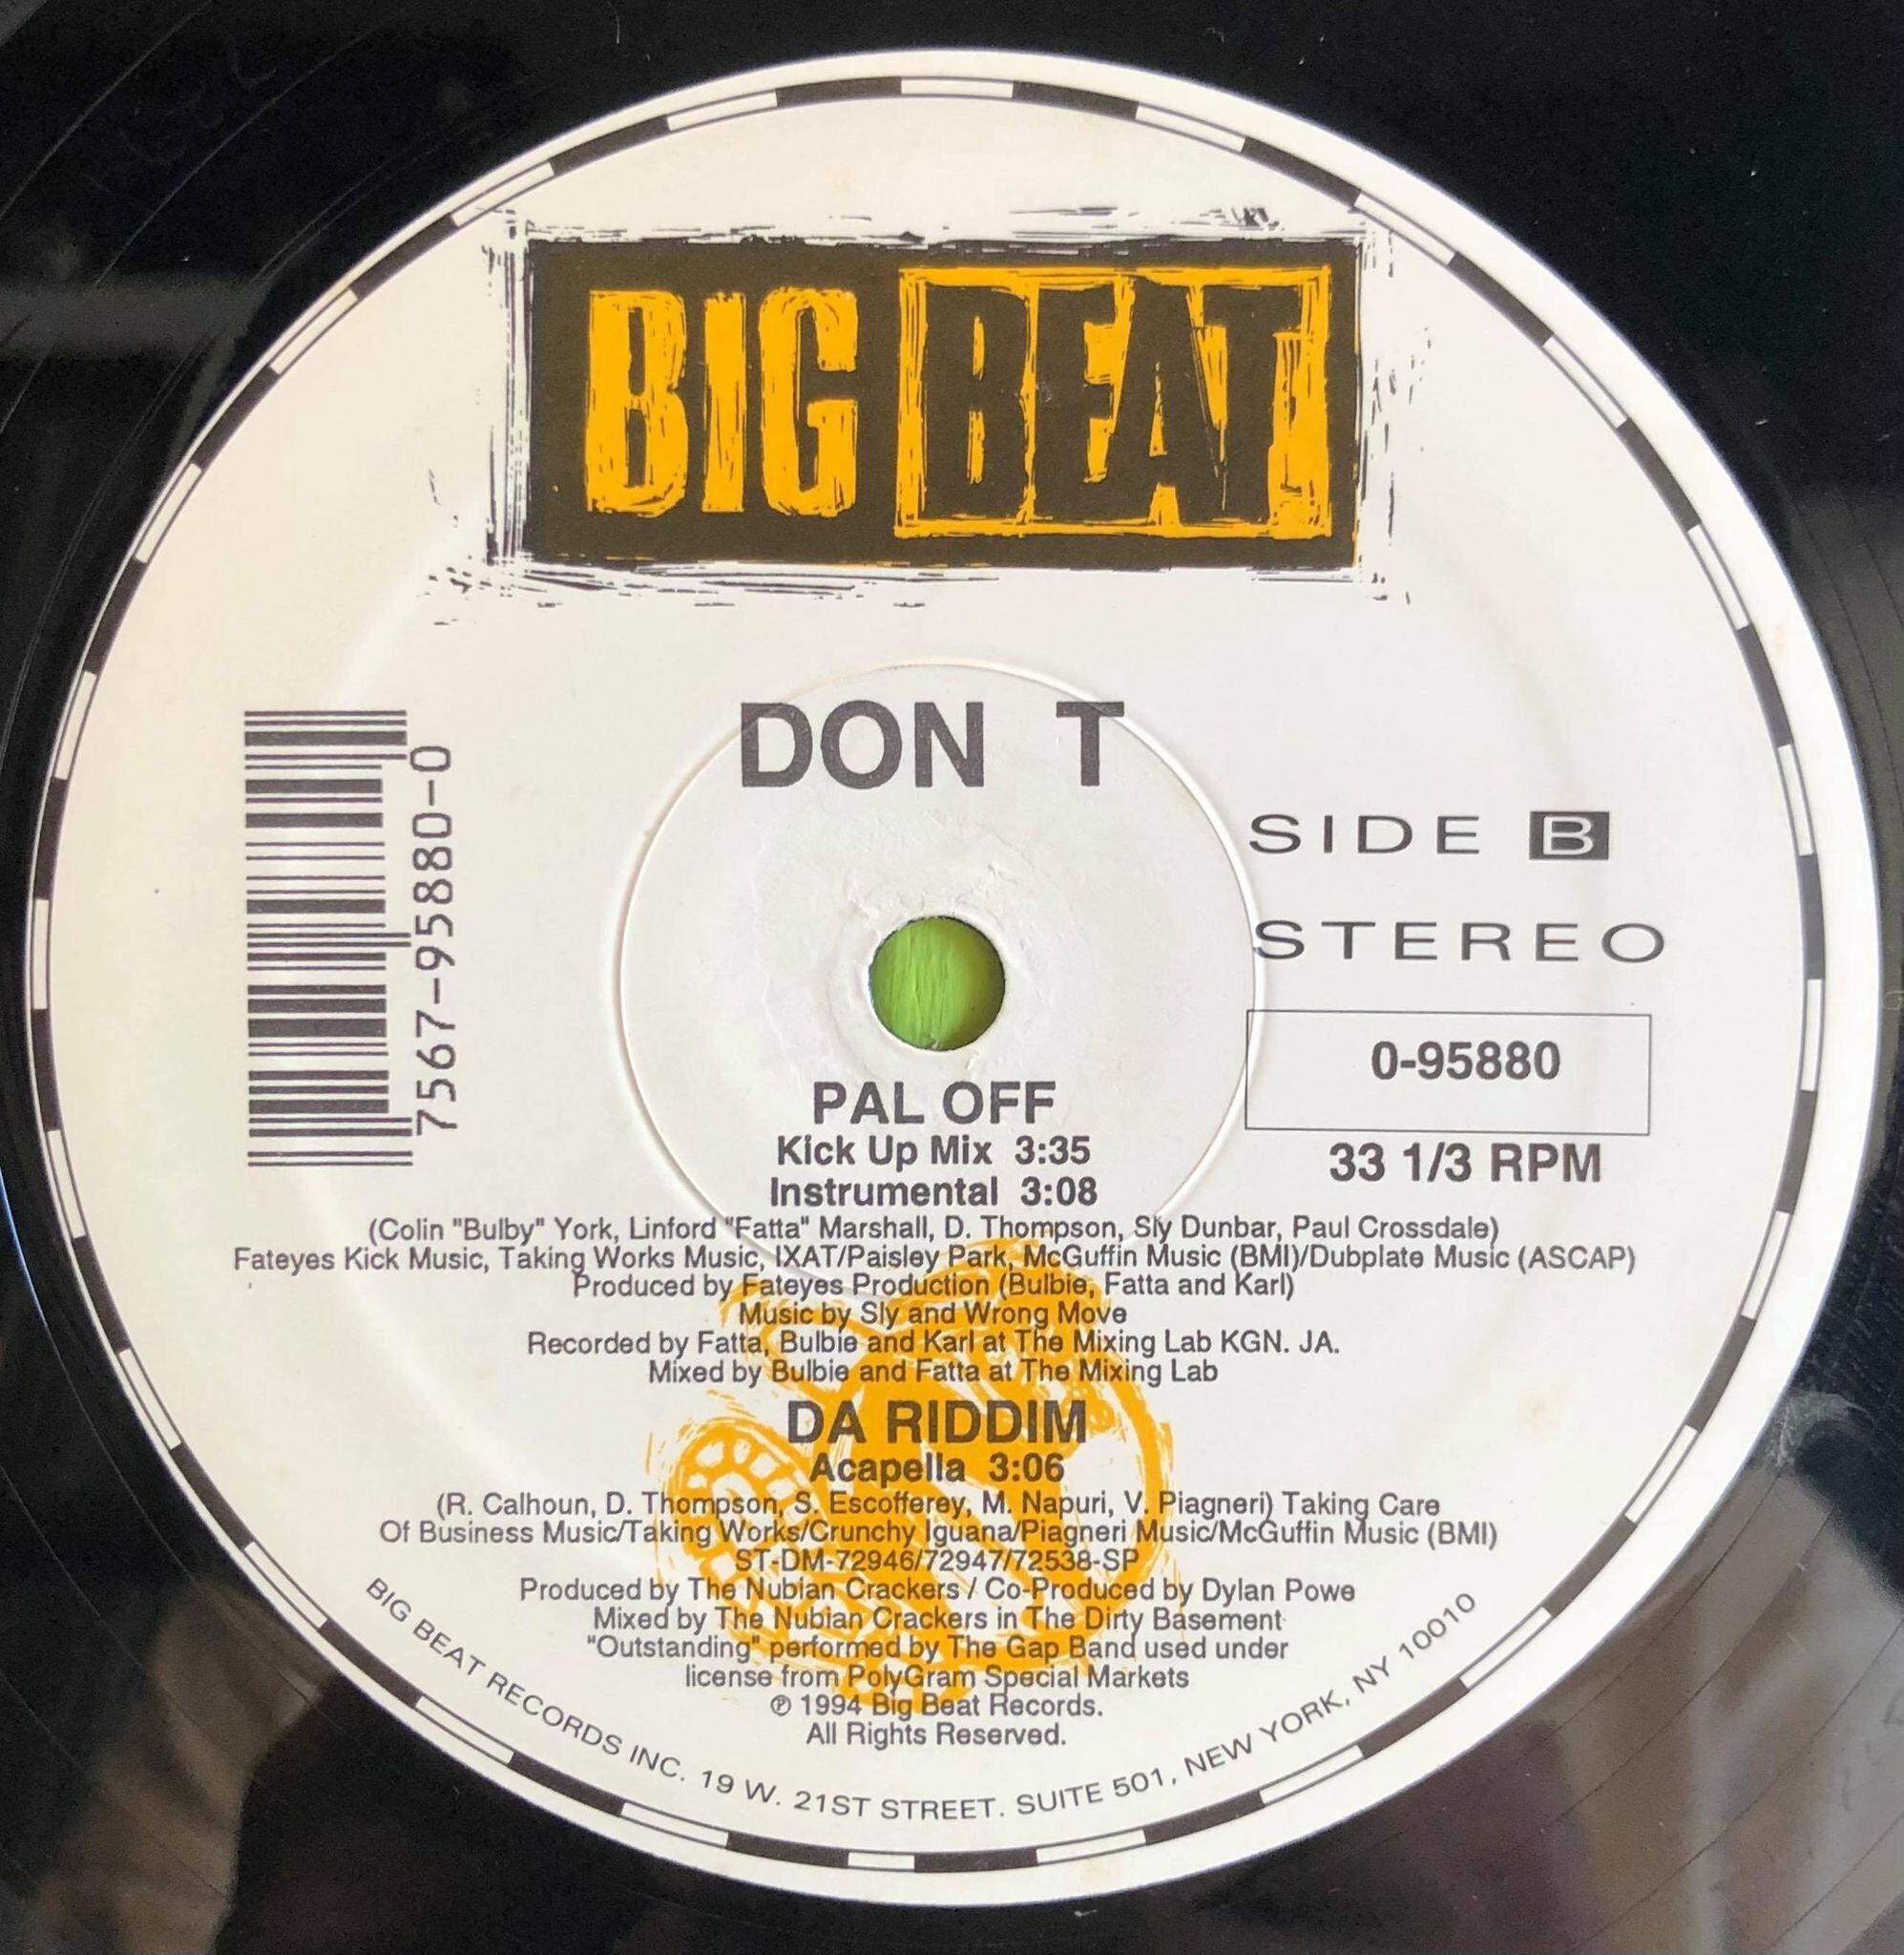 BIG BEAT
DON T
SIDE B
STEREO
0-95880
33 1/3 RPM
7567-95880-0
PAL OFF
Kick Up Mix 3:35
Instrumental 3:08
(Colin "Bulby" York, Linford "Fatta" Marshall, D. Thompson, Sly Dunbar, Paul Crossdale)
Fateyes Kick Music, Taking Works Music, IXAT/Paisley Park, McGuffin Music (BMI)/Dubplate Music (ASCAP)
Produced by Fateyes Production (Bulbie, Fatta and Karl)
Music by Sly and Wrong Move
Recorded by Fatta, Bulbie and Karl at The Mixing Lab KGN. JA.
Mixed by Bulbie and Fatta at The Mixing Lab
DA RIDDIM
Acapella 3:06
(R. Calhoun, D. Thompson, S. Escofferey, M. Napuri, V. Piagneri) Taking Care
Of Business Music/Taking Works/Crunchy Iguana/Piagneri Music/McGuffin Music (BMI)
ST-DM-72946/72947/72538-SP
Produced by The Nubian Crackers / Co-Produced by Dylan Powe
Mixed by The Nubian Crackers in The Dirty Basement
"Outstanding" performed by The Gap Band used under
license from PolyGram Special Markets
℗ 1994 Big Beat Records.
All Rights Reserved.
BIG BEAT RECORDS INC. 19 W. 21ST STREET. SUITE 501, NEW YORK, NY 10010